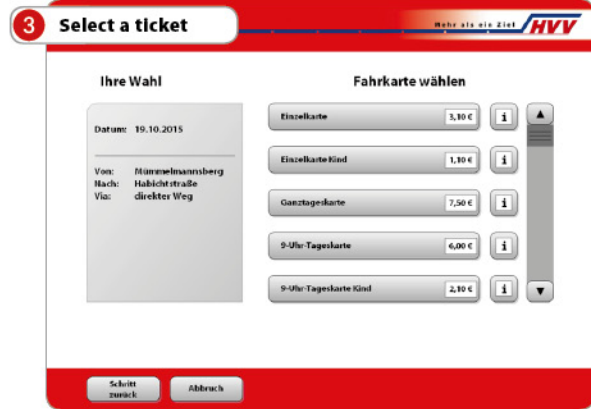 3 Select a ticket
Mehr als ein Ziel HVV
Ihre Wahl
Fahrkarte wählen
Datum: 19.10.2015
Von: Mümmelmannsberg
Nach: Habichtstraße
Via: direkter Weg
Einzelkarte 3,10 € i
Einzelkarte Kind 1,10 € i
Ganztageskarte 7,50 € i
9-Uhr-Tageskarte 6,00 € i
9-Uhr-Tageskarte Kind 2,10 € i
Schritt
zurück
Abbruch